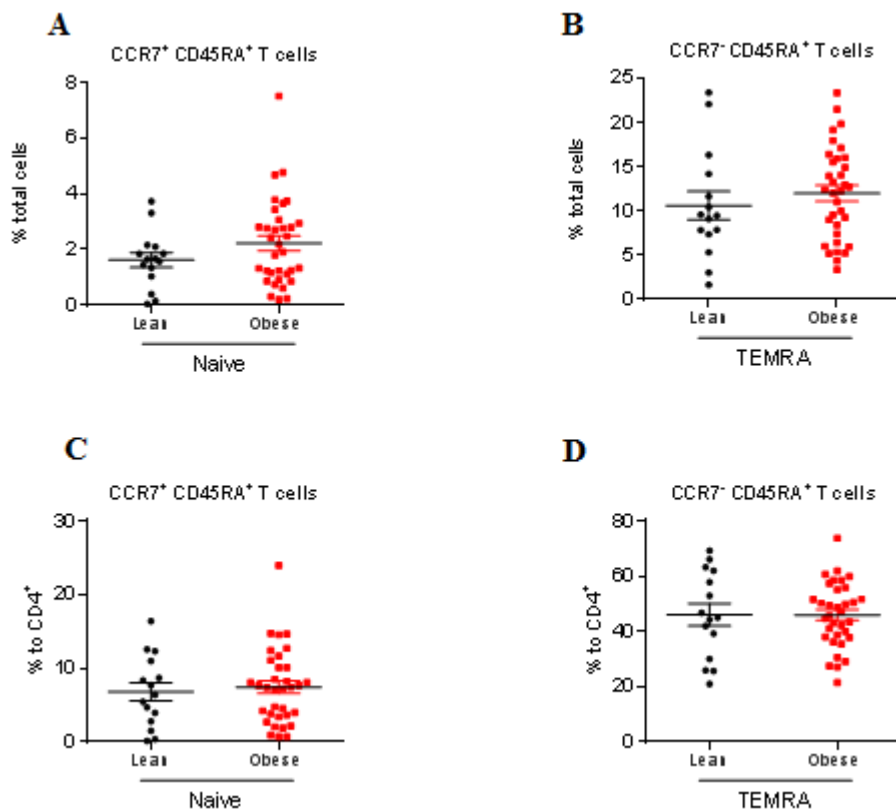 A
CCR7⁺ CD45RA⁺ T cells
% total cells
8
6
4
2
0
Lean Obese
Naive
B
CCR7⁻ CD45RA⁺ T cells
% total cells
25
20
15
10
5
0
Lean Obese
TEMRA
C
CCR7⁺ CD45RA⁺ T cells
% to CD4⁺
30
20
10
0
Lean Obese
Naive
D
CCR7⁻ CD45RA⁺ T cells
% to CD4⁺
80
60
40
20
0
Lean Obese
TEMRA